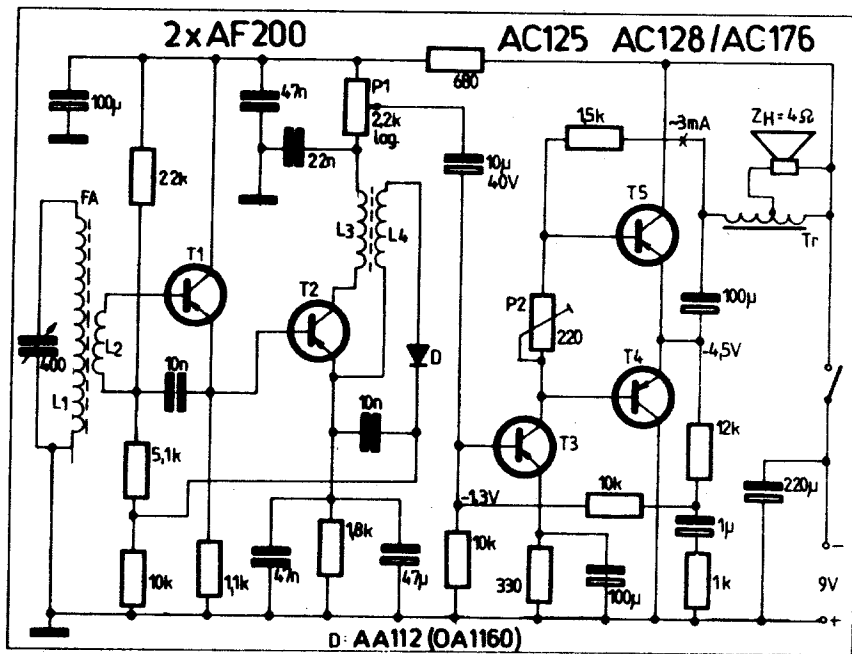 2xAF200
AC125 AC128/AC176
100µ
47n
P1
2,2k
log.
680
1,5k
~3mA
ZH=4Ω
22n
10µ
40V
22k
FA
T1
T5
L3
L4
Tr
T2
P2
220
100µ
400
L2
10n
D
T4
-4,5V
L1
10n
T3
12k
5,1k
10k
220µ
-1,3V
1µ
1,8k
10k
10k
1,1k
47n
47µ
330
100µ
1k
9V
-
+
D: AA112 (OA1160)